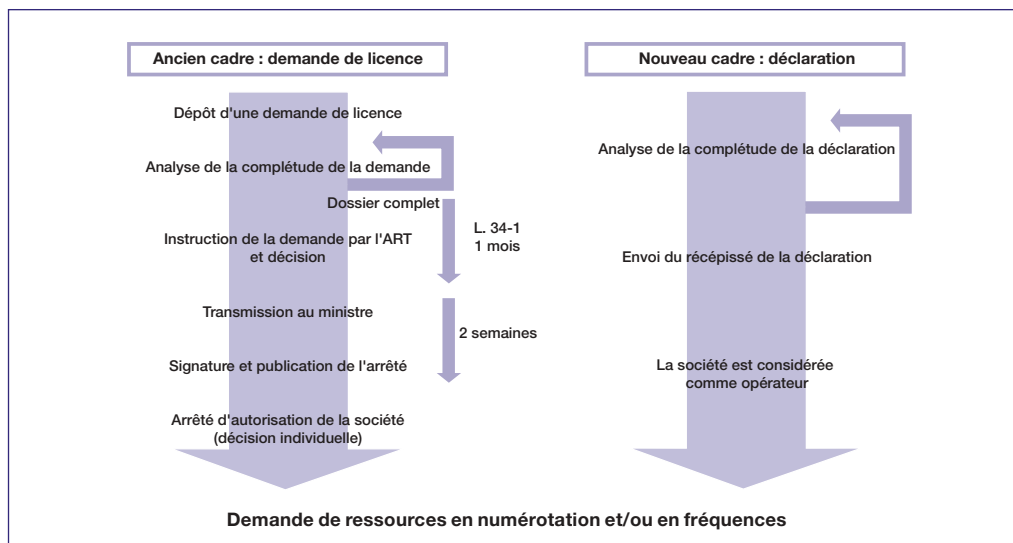 Ancien cadre : demande de licence
Dépôt d'une demande de licence
Analyse de la complétude de la demande
Dossier complet
L. 34-1
1 mois
Instruction de la demande par l'ART
et décision
Transmission au ministre
2 semaines
Signature et publication de l'arrêté
Arrêté d'autorisation de la société
(décision individuelle)
Nouveau cadre : déclaration
Analyse de la complétude de la déclaration
Envoi du récépissé de la déclaration
La société est considérée
comme opérateur
Demande de ressources en numérotation et/ou en fréquences